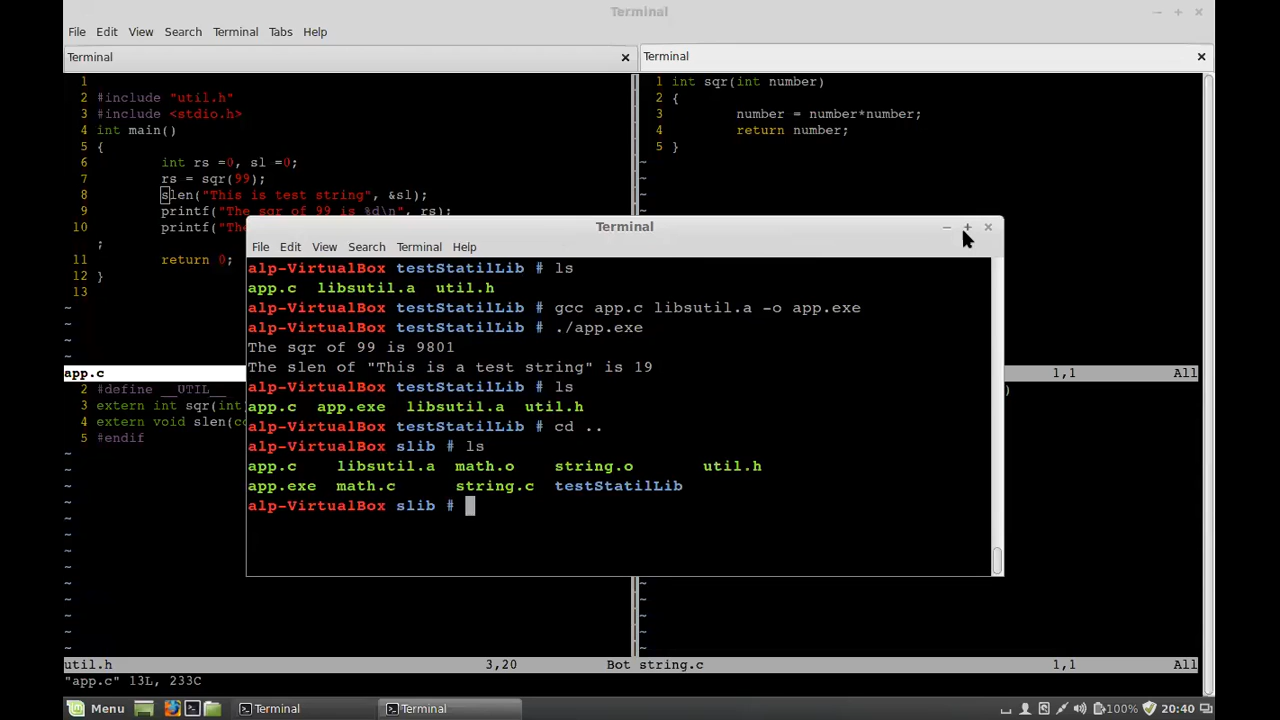 Terminal
File Edit View Search Terminal Tabs Help
Terminal
Terminal
1
2 #include "util.h"
3 #include <stdio.h>
4 int main()
5 {
6 int rs =0, sl =0;
7 rs = sqr(99);
8 slen("This is test string", &sl);
9 printf("The sqr of 99 is %d\n", rs);
10 printf("The
;
11 return 0;
12 }
13
~
~
~
~
app.c
1 int sqr(int number)
2 {
3 number = number*number;
4 return number;
5 }
~
~
~
~
1,1 All
Terminal
File Edit View Search Terminal Help
alp-VirtualBox testStatilLib # ls
app.c libsutil.a util.h
alp-VirtualBox testStatilLib # gcc app.c libsutil.a -o app.exe
alp-VirtualBox testStatilLib # ./app.exe
The sqr of 99 is 9801
The slen of "This is a test string" is 19
alp-VirtualBox testStatilLib # ls
app.c app.exe libsutil.a util.h
alp-VirtualBox testStatilLib # cd ..
alp-VirtualBox slib # ls
app.c libsutil.a math.o string.o util.h
app.exe math.c string.c testStatilLib
alp-VirtualBox slib #
2 #define __UTIL__
3 extern int sqr(int
4 extern void slen(co
5 #endif
~
~
~
~
~
~
~
~
~
~
~
~
~
util.h 3,20 Bot
)
~
~
~
~
~
string.c 1,1 All
"app.c" 13L, 233C
Menu Terminal Terminal 100% 20:40